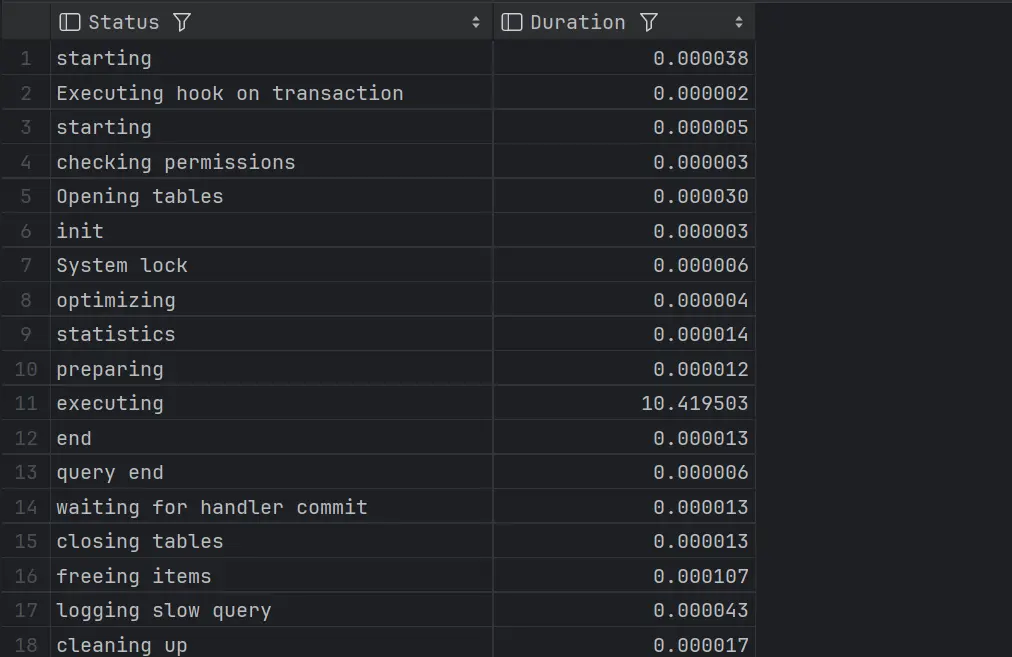 Status Duration
1 starting 0.000038
2 Executing hook on transaction 0.000002
3 starting 0.000005
4 checking permissions 0.000003
5 Opening tables 0.000030
6 init 0.000003
7 System lock 0.000006
8 optimizing 0.000004
9 statistics 0.000014
10 preparing 0.000012
11 executing 10.419503
12 end 0.000013
13 query end 0.000006
14 waiting for handler commit 0.000013
15 closing tables 0.000013
16 freeing items 0.000107
17 logging slow query 0.000043
18 cleaning up 0.000017